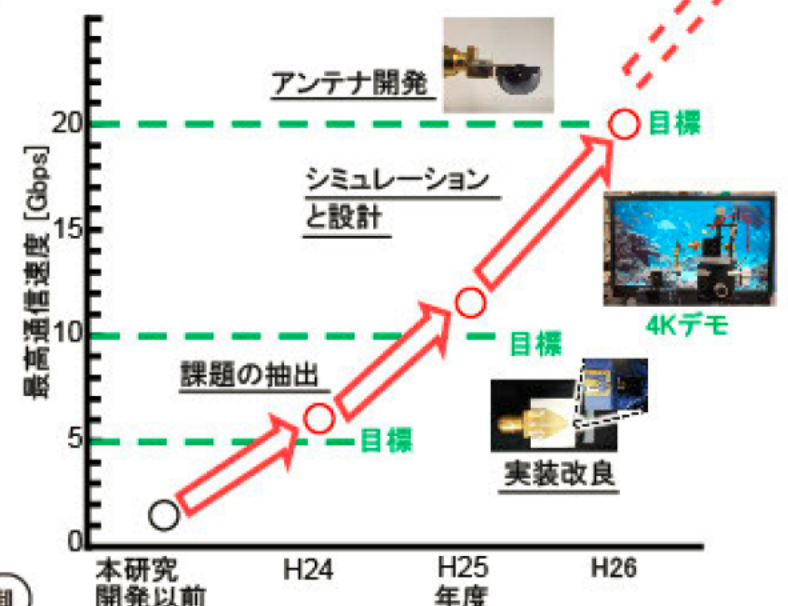 アンテナ開発
20
目標
シミュレーション
と設計
15
最高通信速度 [Gbps]
4Kデモ
10
目標
課題の抽出
5
目標
実装改良
0
本研究
開発以前
H24
H25
年度
H26